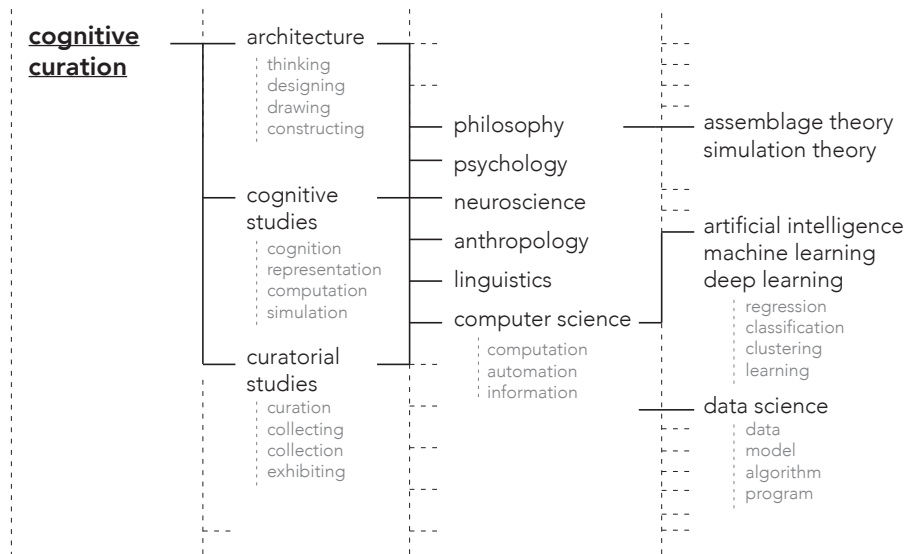 cognitive
curation
architecture
thinking
designing
drawing
constructing
cognitive
studies
cognition
representation
computation
simulation
curatorial
studies
curation
collecting
collection
exhibiting
philosophy
psychology
neuroscience
anthropology
linguistics
computer science
computation
automation
information
assemblage theory
simulation theory
artificial intelligence
machine learning
deep learning
regression
classification
clustering
learning
data science
data
model
algorithm
program